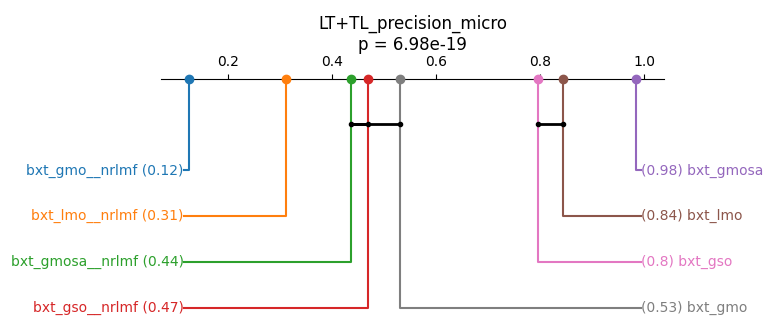 LT+TL_precision_micro
p = 6.98e-19
0.2 0.4 0.6 0.8 1.0
bxt_gmo__nrlmf (0.12) (0.98) bxt_gmosa
bxt_lmo__nrlmf (0.31) (0.84) bxt_lmo
bxt_gmosa__nrlmf (0.44) (0.8) bxt_gso
bxt_gso__nrlmf (0.47) (0.53) bxt_gmo